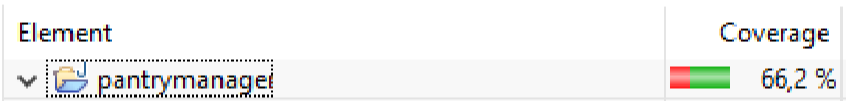 Element Coverage
pantrymanager 66,2 %